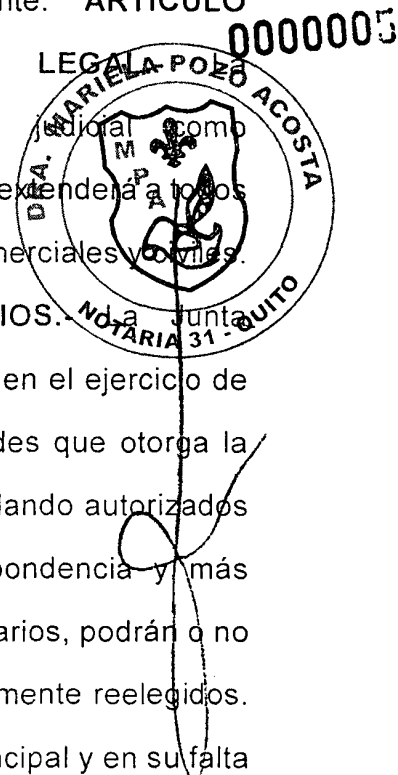 nte. ARTICULO
0000005
LEGAL.- La
judicial como
extenderá a todos
merciales y civiles.
IOS.- La Junta
en el ejercicio de
des que otorga la
dando autorizados
pondencia y más
arios, podrán o no
mente reelegidos.
ncipal y en su falta
DRA. MARIELA POZO ACOSTA
M
P
A
NOTARIA 31 - QUITO